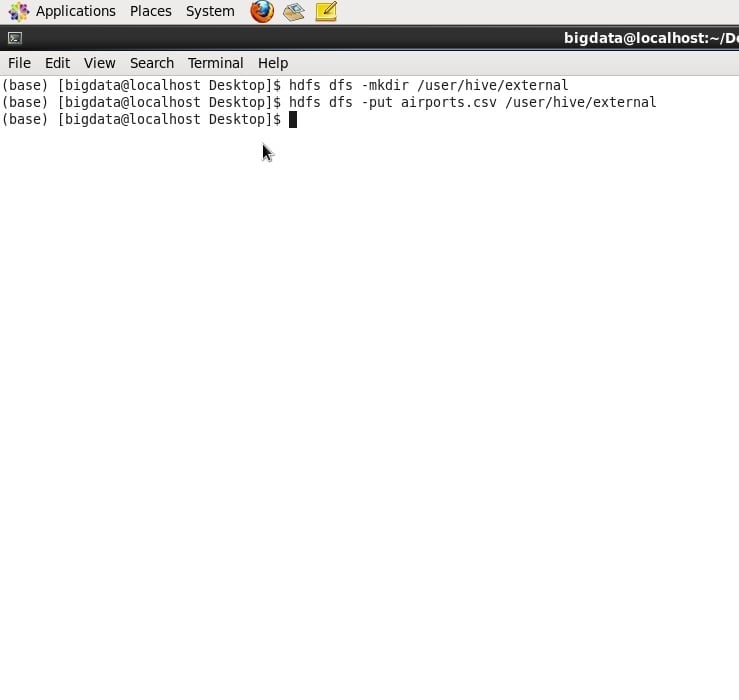 Applications Places System
bigdata@localhost:~/De
File Edit View Search Terminal Help
(base) [bigdata@localhost Desktop]$ hdfs dfs -mkdir /user/hive/external
(base) [bigdata@localhost Desktop]$ hdfs dfs -put airports.csv /user/hive/external
(base) [bigdata@localhost Desktop]$